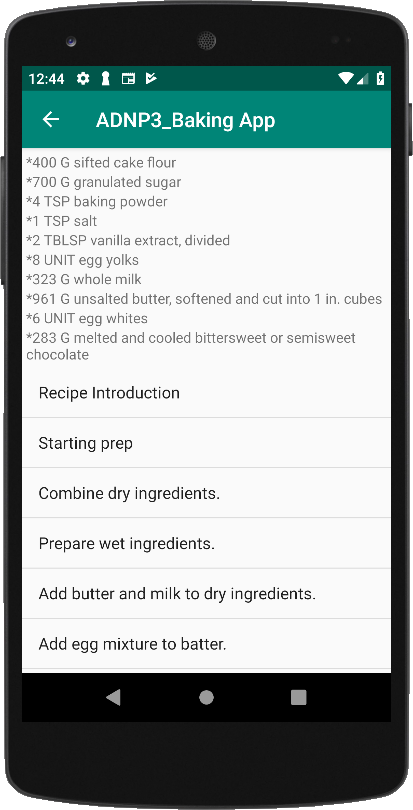 12:44
ADNP3_Baking App
*400 G sifted cake flour
*700 G granulated sugar
*4 TSP baking powder
*1 TSP salt
*2 TBLSP vanilla extract, divided
*8 UNIT egg yolks
*323 G whole milk
*961 G unsalted butter, softened and cut into 1 in. cubes
*6 UNIT egg whites
*283 G melted and cooled bittersweet or semisweet
chocolate
Recipe Introduction
Starting prep
Combine dry ingredients.
Prepare wet ingredients.
Add butter and milk to dry ingredients.
Add egg mixture to batter.